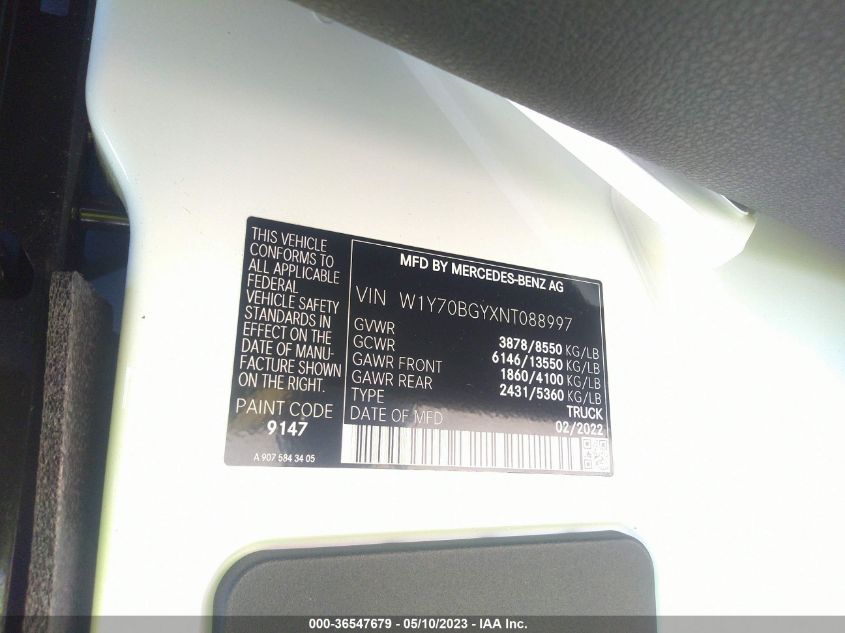 THIS VEHICLE
CONFORMS TO
ALL APPLICABLE
FEDERAL
VEHICLE SAFETY
STANDARDS IN
EFFECT ON THE
DATE OF MANU-
FACTURE SHOWN
ON THE RIGHT.
PAINT CODE
9147
A 907 584 34 05
MFD BY MERCEDES-BENZ AG
VIN W1Y70BGYXNT088997
GVWR 3878/8550 KG/LB
GCWR 6146/13550 KG/LB
GAWR FRONT 1860/4100 KG/LB
GAWR REAR 2431/5360 KG/LB
TYPE TRUCK
DATE OF MFD 02/2022
000-36547679 - 05/10/2023 - IAA Inc.